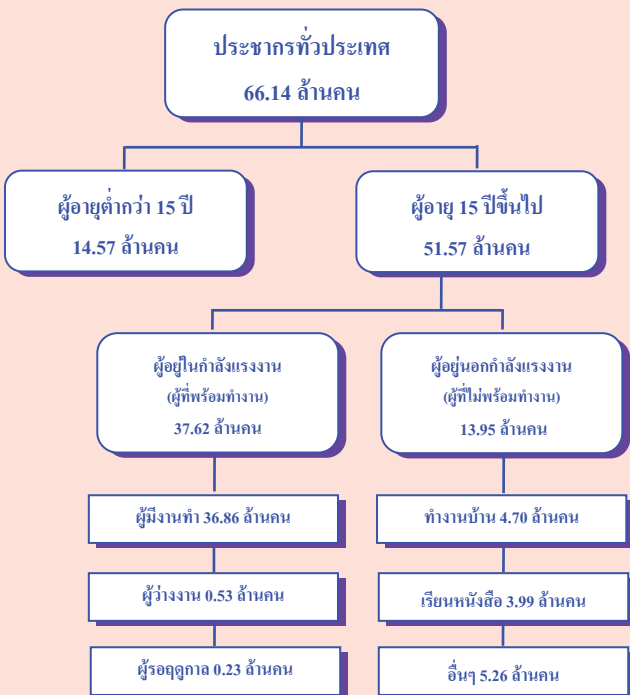 ประชากรทั่วประเทศ
66.14 ล้านคน
ผู้อายุต่ำกว่า 15 ปี
14.57 ล้านคน
ผู้อายุ 15 ปีขึ้นไป
51.57 ล้านคน
ผู้อยู่ในกำลังแรงงาน
(ผู้ที่พร้อมทำงาน)
37.62 ล้านคน
ผู้อยู่นอกกำลังแรงงาน
(ผู้ที่ไม่พร้อมทำงาน)
13.95 ล้านคน
ผู้มีงานทำ 36.86 ล้านคน
ทำงานบ้าน 4.70 ล้านคน
ผู้ว่างงาน 0.53 ล้านคน
เรียนหนังสือ 3.99 ล้านคน
ผู้รอฤดูกาล 0.23 ล้านคน
อื่นๆ 5.26 ล้านคน